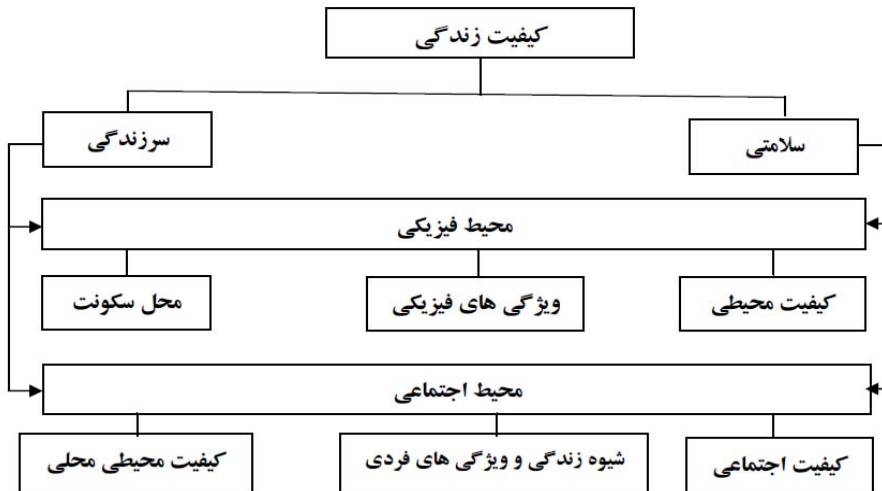 کیفیت زندگی
سلامتی
سرزندگی
محیط فیزیکی
کیفیت محیطی
ویژگی های فیزیکی
محل سکونت
محیط اجتماعی
کیفیت اجتماعی
شیوه زندگی و ویژگی های فردی
کیفیت محیطی محلی